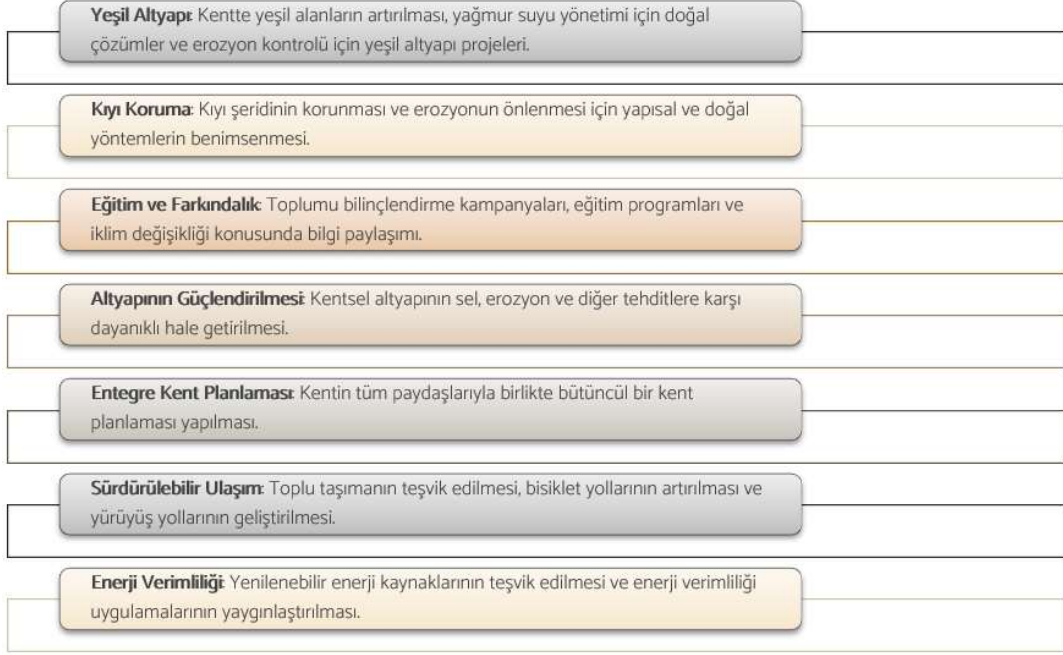 Yeşil Altyapı: Kentte yeşil alanların artırılması, yağmur suyu yönetimi için doğal
çözümler ve erozyon kontrolü için yeşil altyapı projeleri.
Kıyı Koruma: Kıyı şeridinin korunması ve erozyonun önlenmesi için yapısal ve doğal
yöntemlerin benimsenmesi.
Eğitim ve Farkındalık: Toplumu bilinçlendirme kampanyaları, eğitim programları ve
iklim değişikliği konusunda bilgi paylaşımı.
Altyapının Güçlendirilmesi: Kentsel altyapının sel, erozyon ve diğer tehditlere karşı
dayanıklı hale getirilmesi.
Entegre Kent Planlaması: Kentin tüm paydaşlarıyla birlikte bütüncül bir kent
planlaması yapılması.
Sürdürülebilir Ulaşım: Toplu taşımanın teşvik edilmesi, bisiklet yollarının artırılması ve
yürüyüş yollarının geliştirilmesi.
Enerji Verimliliği: Yenilenebilir enerji kaynaklarının teşvik edilmesi ve enerji verimliliği
uygulamalarının yaygınlaştırılması.